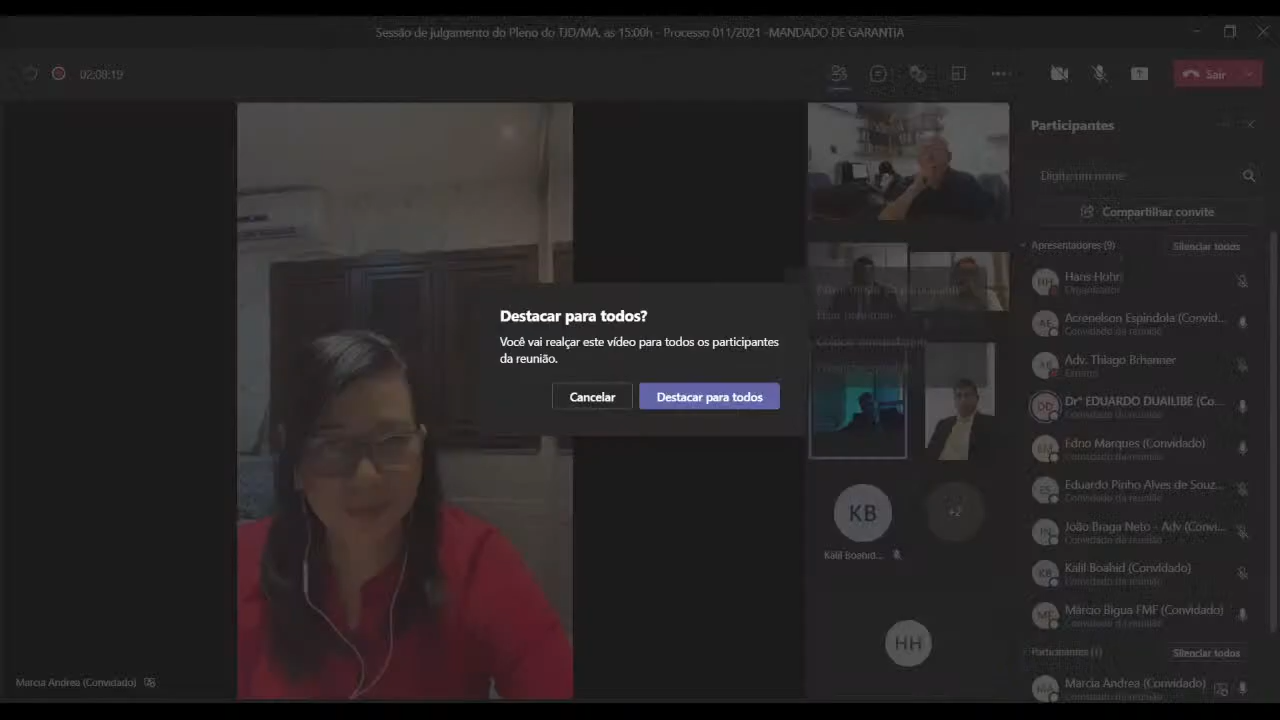 Sessão de julgamento do Pleno do TJD/MA, às 15:00h - Processo 011/2021 -MANDADO DE GARANTIA
02:08:19
Sair
Participantes
Digite um nome
Compartilhar convite
Apresentadores (9)
Silenciar todos
Hans Hohn
Organizador
Acrenelson Espindola (Convid...
Convidado da reunião
Adv. Thiago Brhanner
Drº EDUARDO DUAILIBE (Co...
Convidado da reunião
Edno Marques (Convidado)
Convidado da reunião
Eduardo Pinho Alves de Souz...
Convidado da reunião
João Braga Neto - Adv (Convi...
Convidado da reunião
Kalil Boahid (Convidado)
Convidado da reunião
Márcio Bigua FMF (Convidado)
Convidado da reunião
Participantes (1)
Silenciar todos
Marcia Andrea (Convidado)
Destacar para todos?
Você vai realçar este vídeo para todos os participantes
da reunião.
Cancelar
Destacar para todos
KB
+2
Kalil Boahid...
HH
Marcia Andrea (Convidado)